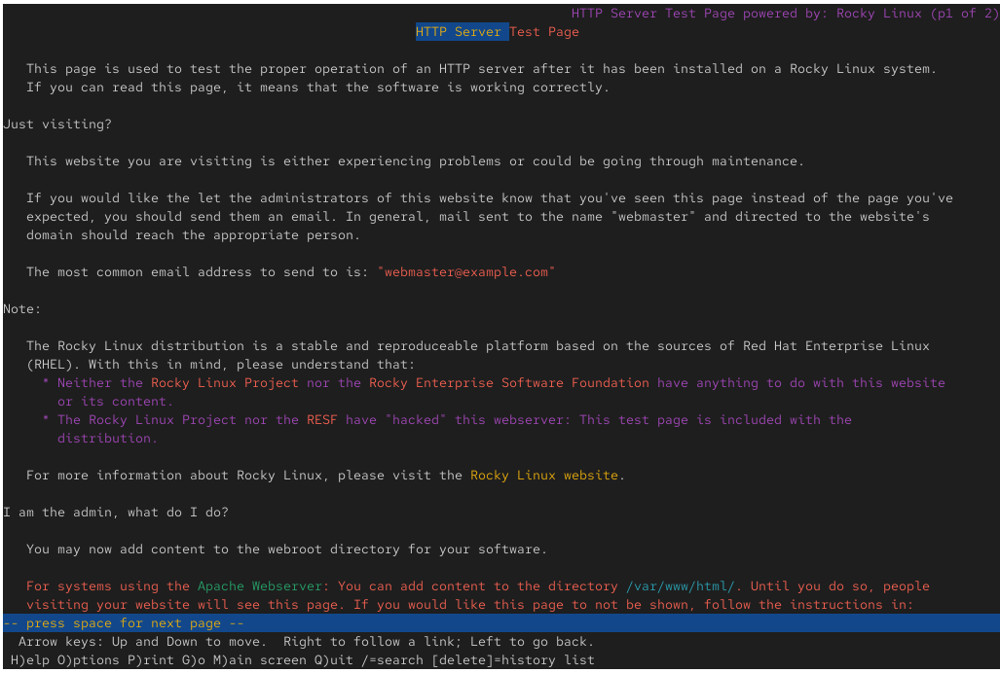 HTTP Server Test Page powered by: Rocky Linux (p1 of 2)
HTTP Server Test Page
This page is used to test the proper operation of an HTTP server after it has been installed on a Rocky Linux system.
If you can read this page, it means that the software is working correctly.
Just visiting?
This website you are visiting is either experiencing problems or could be going through maintenance.
If you would like the let the administrators of this website know that you've seen this page instead of the page you've
expected, you should send them an email. In general, mail sent to the name "webmaster" and directed to the website's
domain should reach the appropriate person.
The most common email address to send to is: "webmaster@example.com"
Note:
The Rocky Linux distribution is a stable and reproduceable platform based on the sources of Red Hat Enterprise Linux
(RHEL). With this in mind, please understand that:
* Neither the Rocky Linux Project nor the Rocky Enterprise Software Foundation have anything to do with this website
or its content.
* The Rocky Linux Project nor the RESF have "hacked" this webserver: This test page is included with the
distribution.
For more information about Rocky Linux, please visit the Rocky Linux website.
I am the admin, what do I do?
You may now add content to the webroot directory for your software.
For systems using the Apache Webserver: You can add content to the directory /var/www/html/. Until you do so, people
visiting your website will see this page. If you would like this page to not be shown, follow the instructions in:
-- press space for next page --
Arrow keys: Up and Down to move.  Right to follow a link; Left to go back.
H)elp O)ptions P)rint G)o M)ain screen Q)uit /=search [delete]=history list